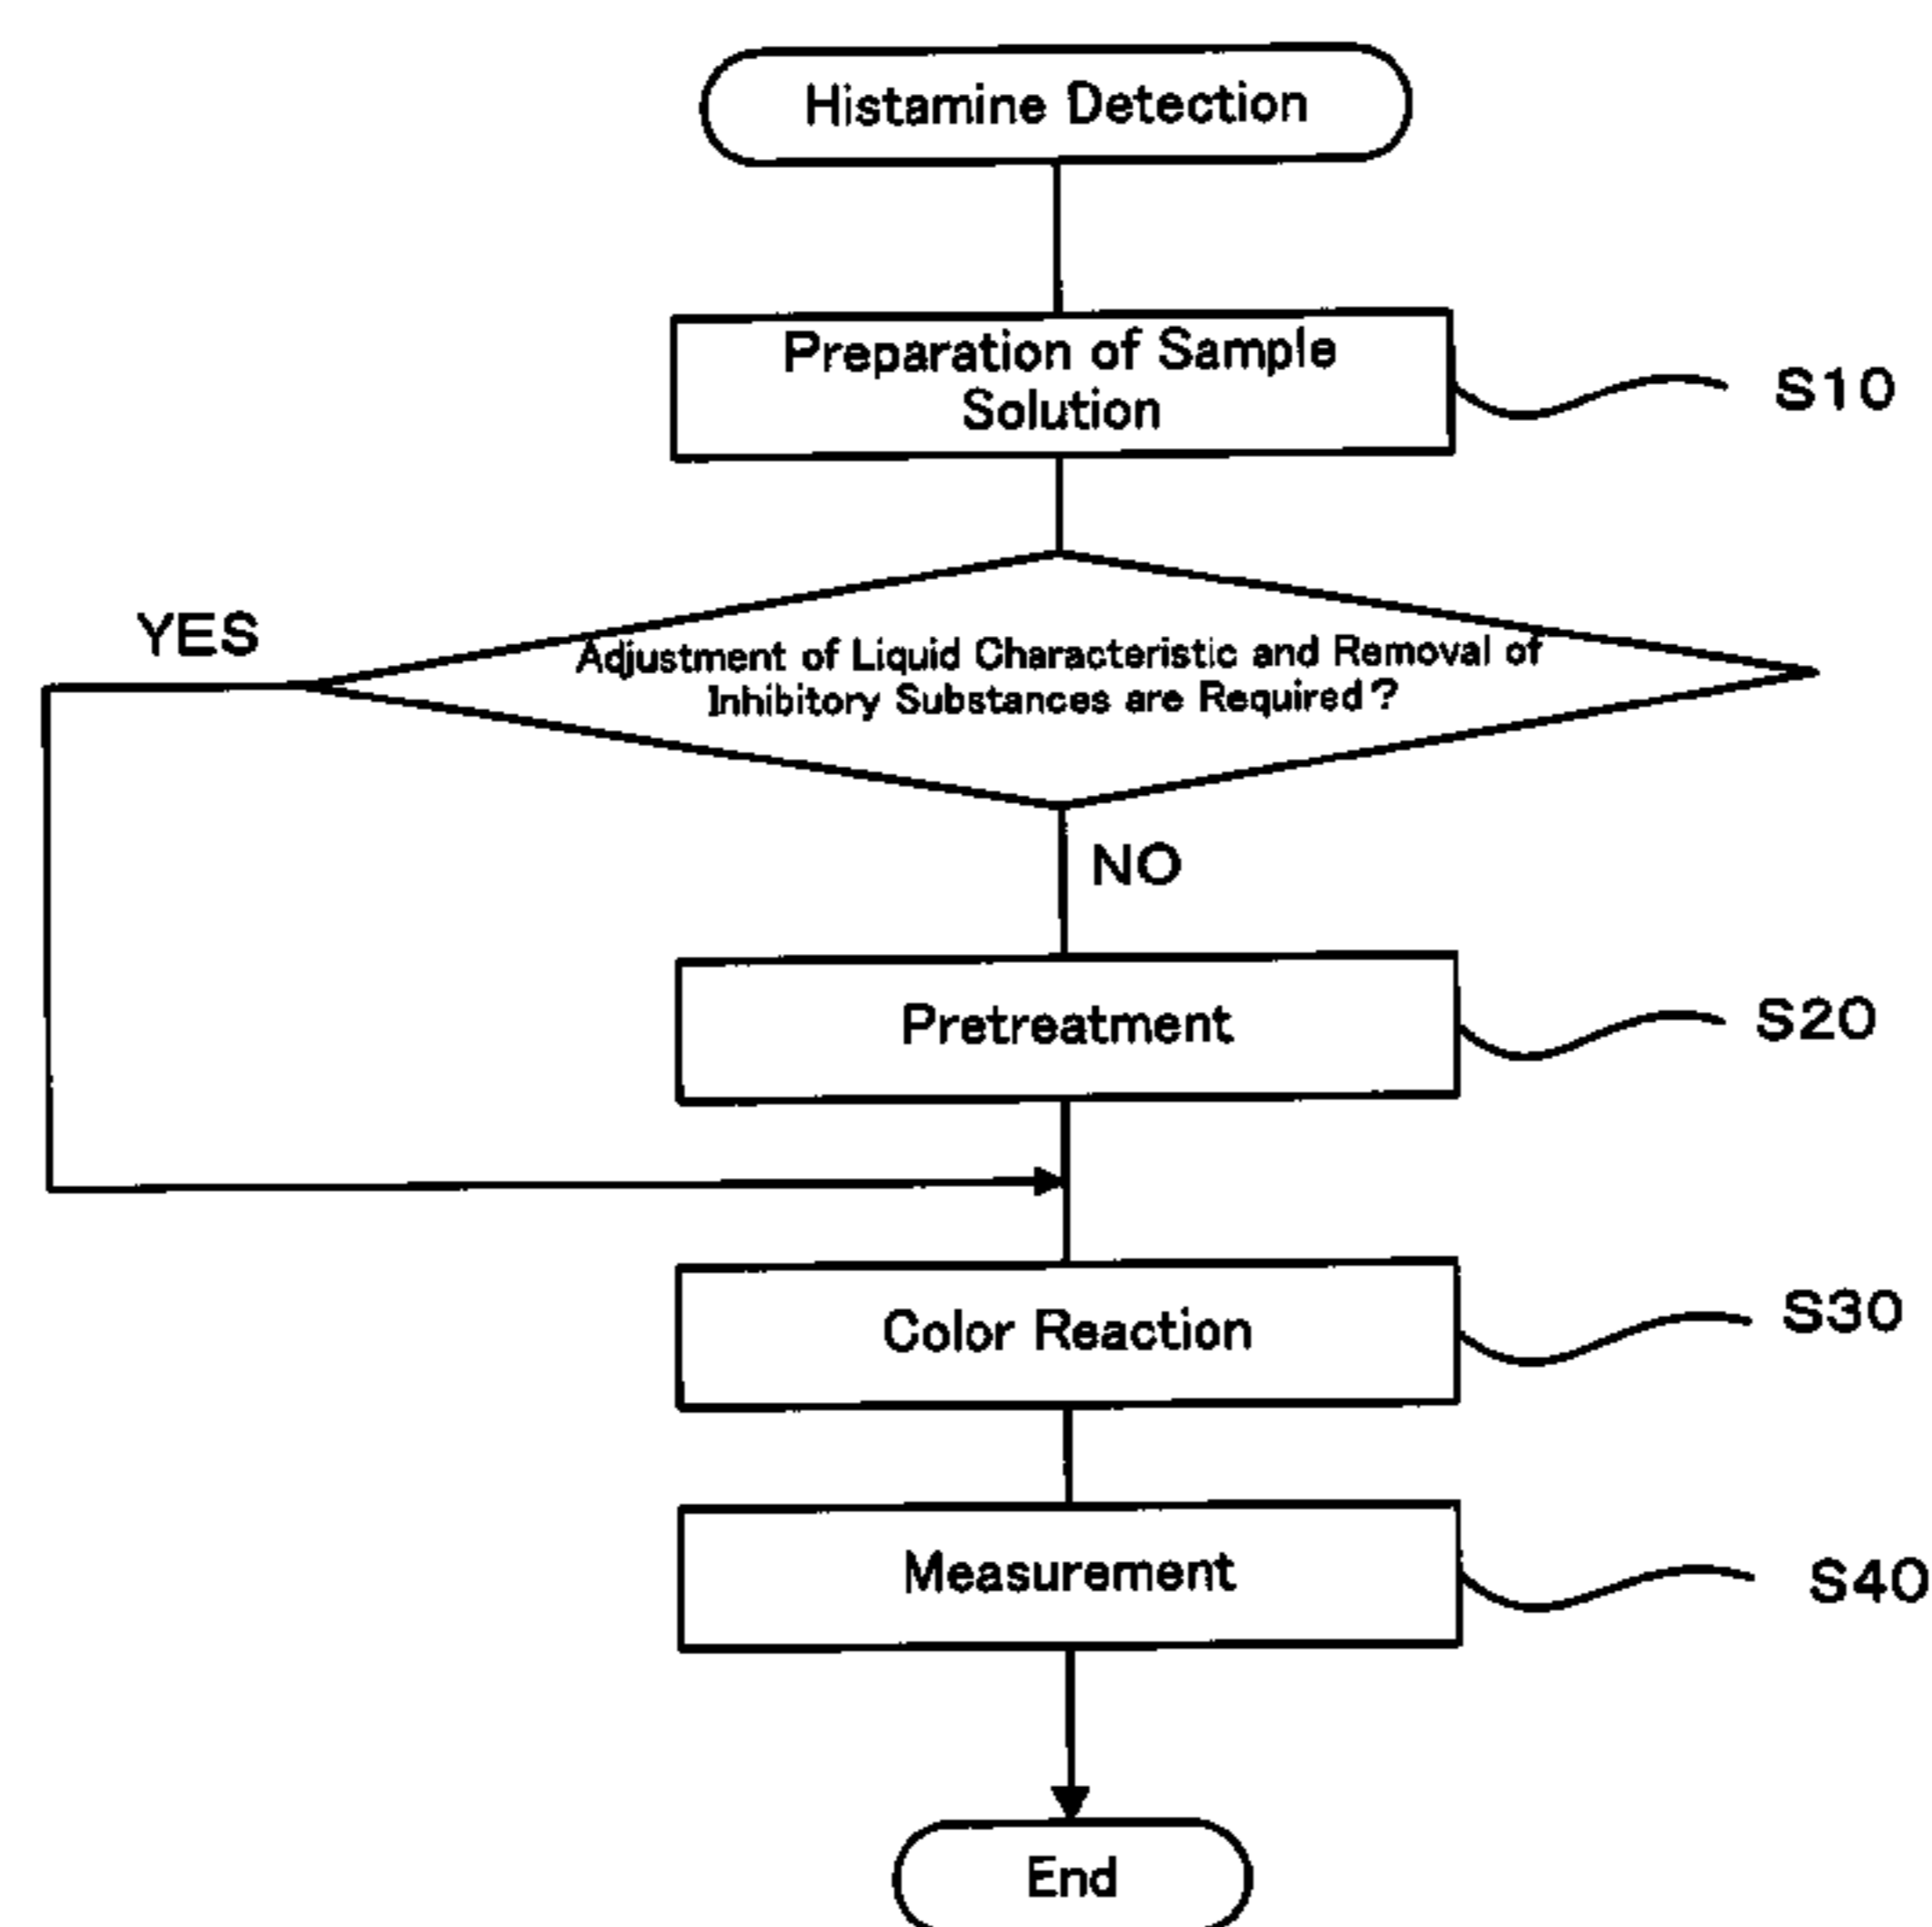 Histamine Detection
Preparation of Sample
Solution
S10
YES
Adjustment of Liquid Characteristic and Removal of
Inhibitory Substances are Required?
NO
Pretreatment
S20
Color Reaction
S30
Measurement
S40
End